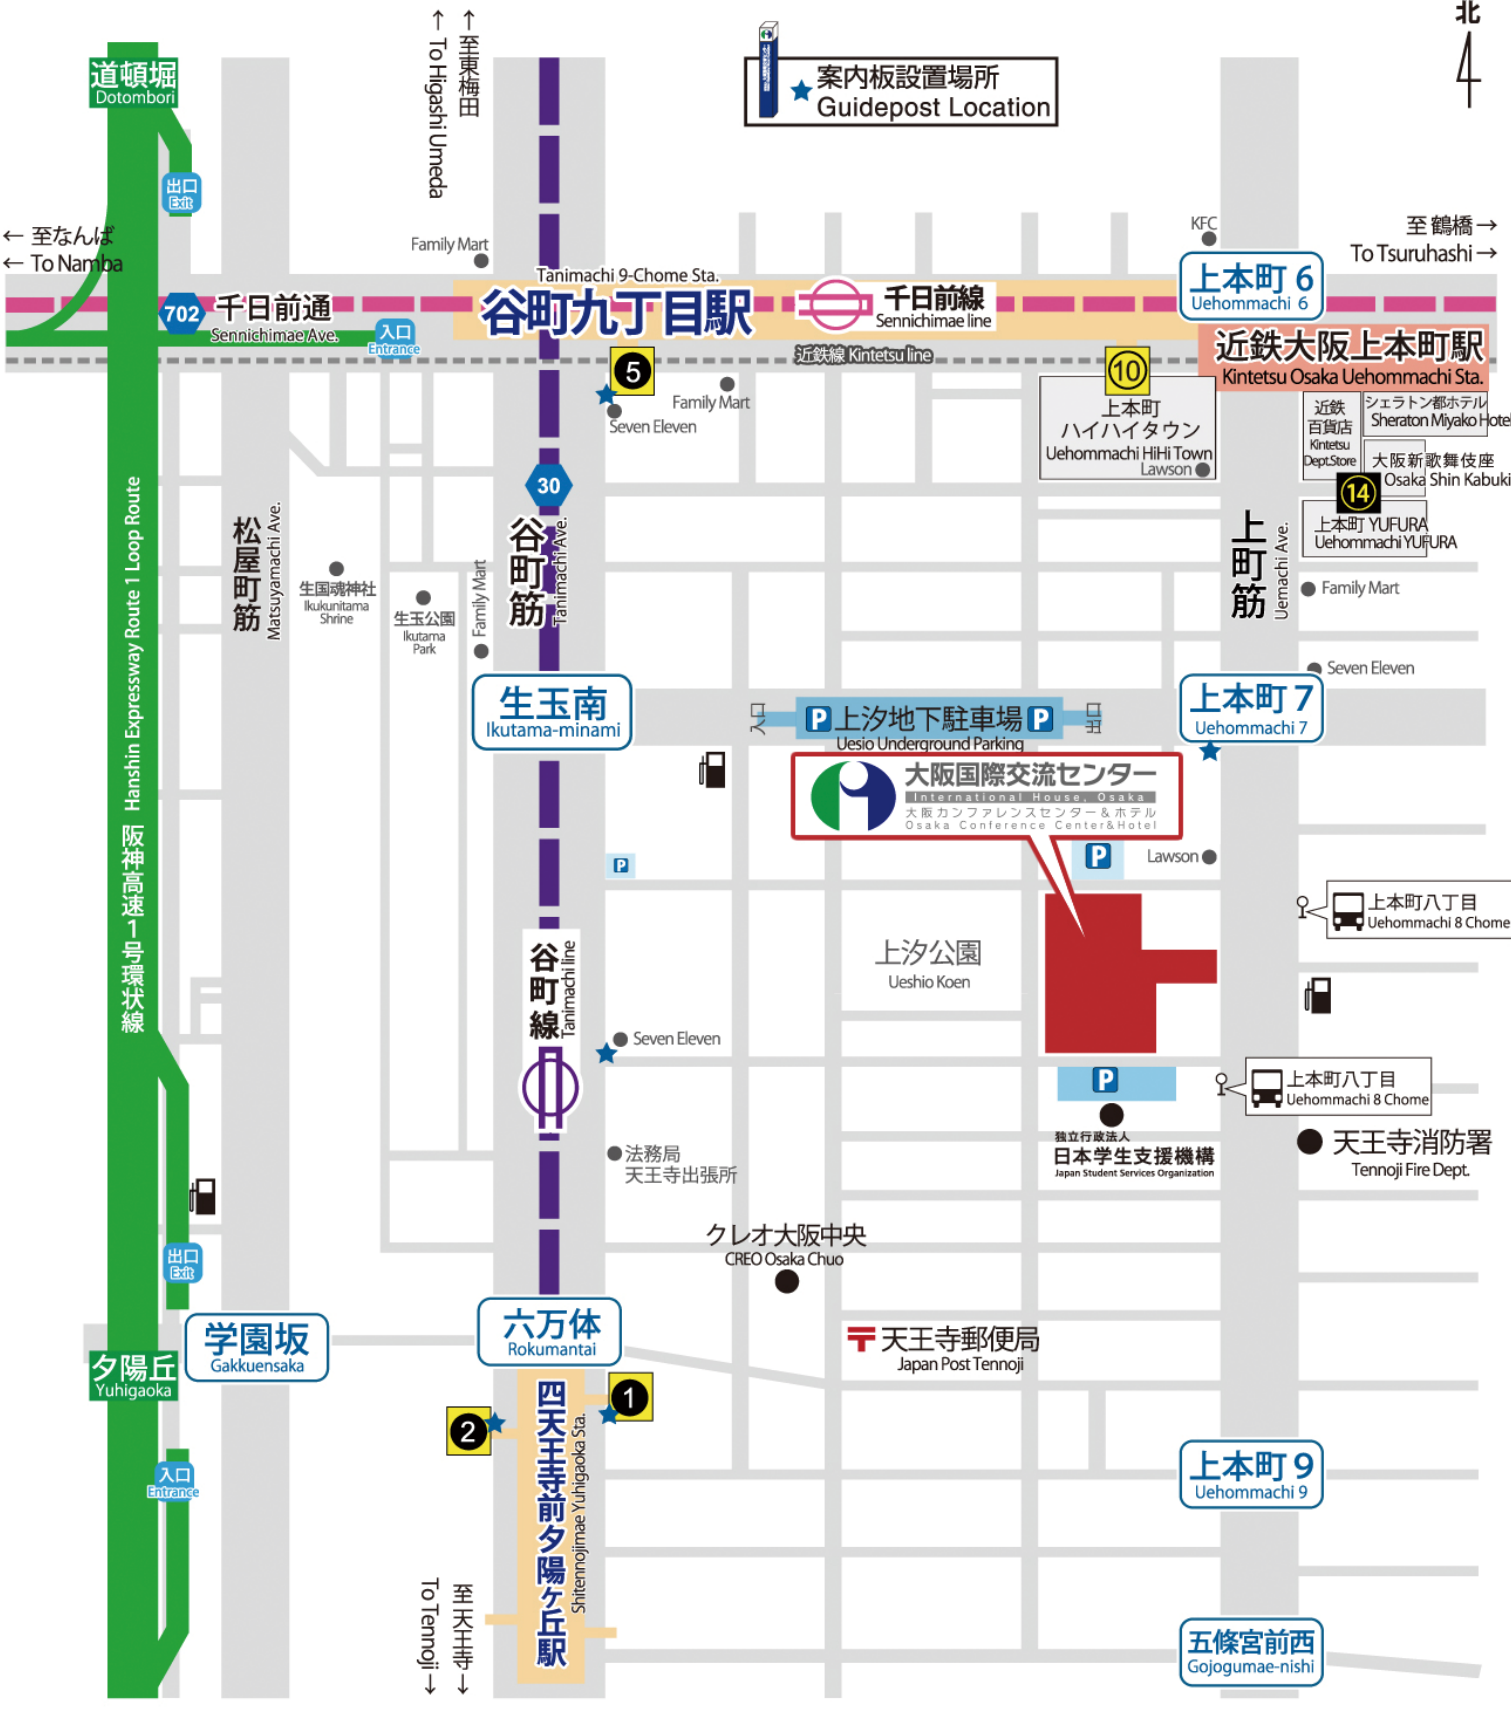 北
道頓堀
Dotombori
← To Higashi Umeda
← 至東梅田
案内板設置場所
Guidepost Location
出口
Exit
← 至なんば
← To Namba
Family Mart
KFC
至 鶴橋 →
To Tsuruhashi →
702
千日前通
Sennichimae Ave.
入口
Entrance
Tanimachi 9-Chome Sta.
谷町九丁目駅
千日前線
Sennichimae line
上本町 6
Uehommachi 6
近鉄線 Kintetsu line
近鉄大阪上本町駅
Kintetsu Osaka Uehommachi Sta.
5
Family Mart
Seven Eleven
10
上本町
ハイハイタウン
Uehommachi HiHi Town
Lawson
近鉄
百貨店
Kintetsu
Dept.Store
シェラトン都ホテル
Sheraton Miyako Hotel
大阪新歌舞伎座
Osaka Shin Kabuki
14
上本町 YUFURA
Uehommachi YUFURA
30
谷町筋
Tanimachi Ave.
松屋町筋
Matsuyamachi Ave.
上町筋
Uemachi Ave.
Hanshin Expressway Route 1 Loop Route
阪神高速1号環状線
生国魂神社
Ikukunitama
Shrine
生玉公園
Ikutama
Park
Family Mart
Family Mart
Seven Eleven
生玉南
Ikutama-minami
入口
P 上汐地下駐車場 P
Uesio Underground Parking
出口
上本町 7
Uehommachi 7
大阪国際交流センター
International House, Osaka
大阪カンファレンスセンター&ホテル
Osaka Conference Center&Hotel
P
P
Lawson
上本町八丁目
Uehommachi 8 Chome
谷町線
Tanimachi line
上汐公園
Ueshio Koen
Seven Eleven
P
上本町八丁目
Uehommachi 8 Chome
独立行政法人
日本学生支援機構
Japan Student Services Organization
天王寺消防署
Tennoji Fire Dept.
法務局
天王寺出張所
クレオ大阪中央
CREO Osaka Chuo
出口
Exit
学園坂
Gakkuensaka
六万体
Rokumantai
天王寺郵便局
Japan Post Tennoji
夕陽丘
Yuhigaoka
1
2
四天王寺前夕陽ヶ丘駅
Shitennojimae Yuhigaoka Sta.
入口
Entrance
上本町 9
Uehommachi 9
To Tennoji →
至 天王寺 →
五條宮前西
Gojogumae-nishi